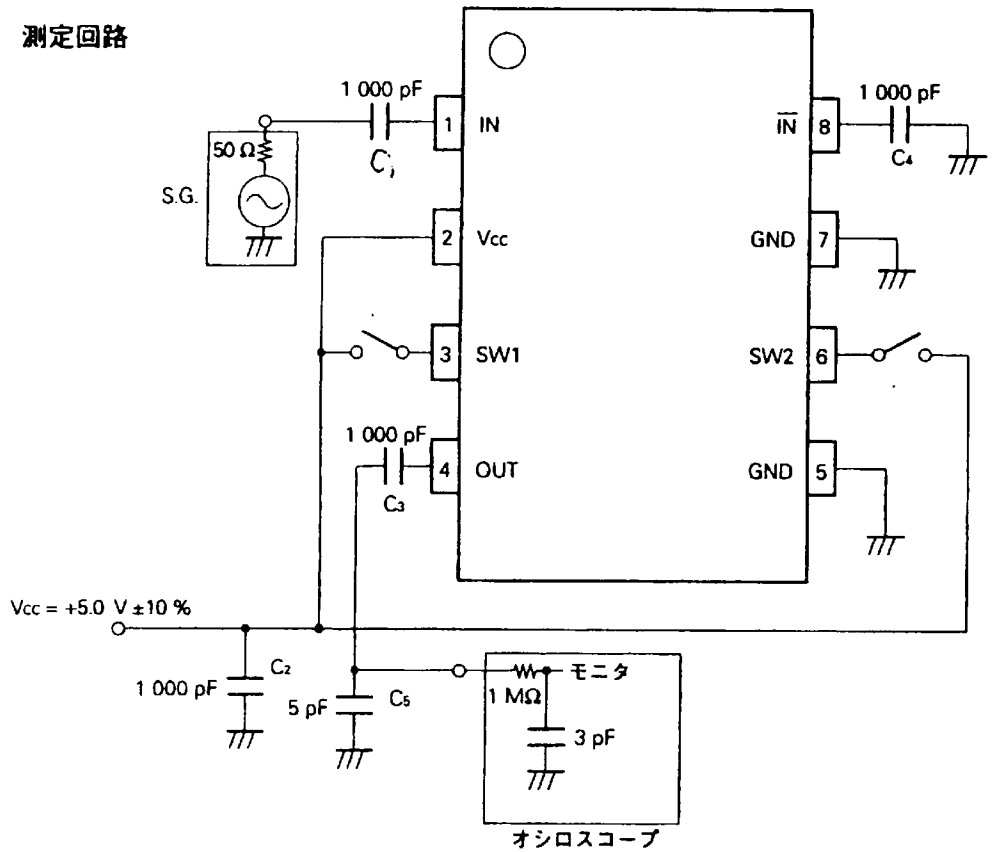 測定回路
1 000 pF
C1
50 Ω
S.G.
1 IN
2 Vcc
3 SW1
1 000 pF
4 OUT
C3
IN 8
1 000 pF
C4
GND 7
SW2 6
GND 5
Vcc = +5.0 V ±10 %
C2
1 000 pF
5 pF
C5
モニタ
1 MΩ
3 pF
オシロスコープ